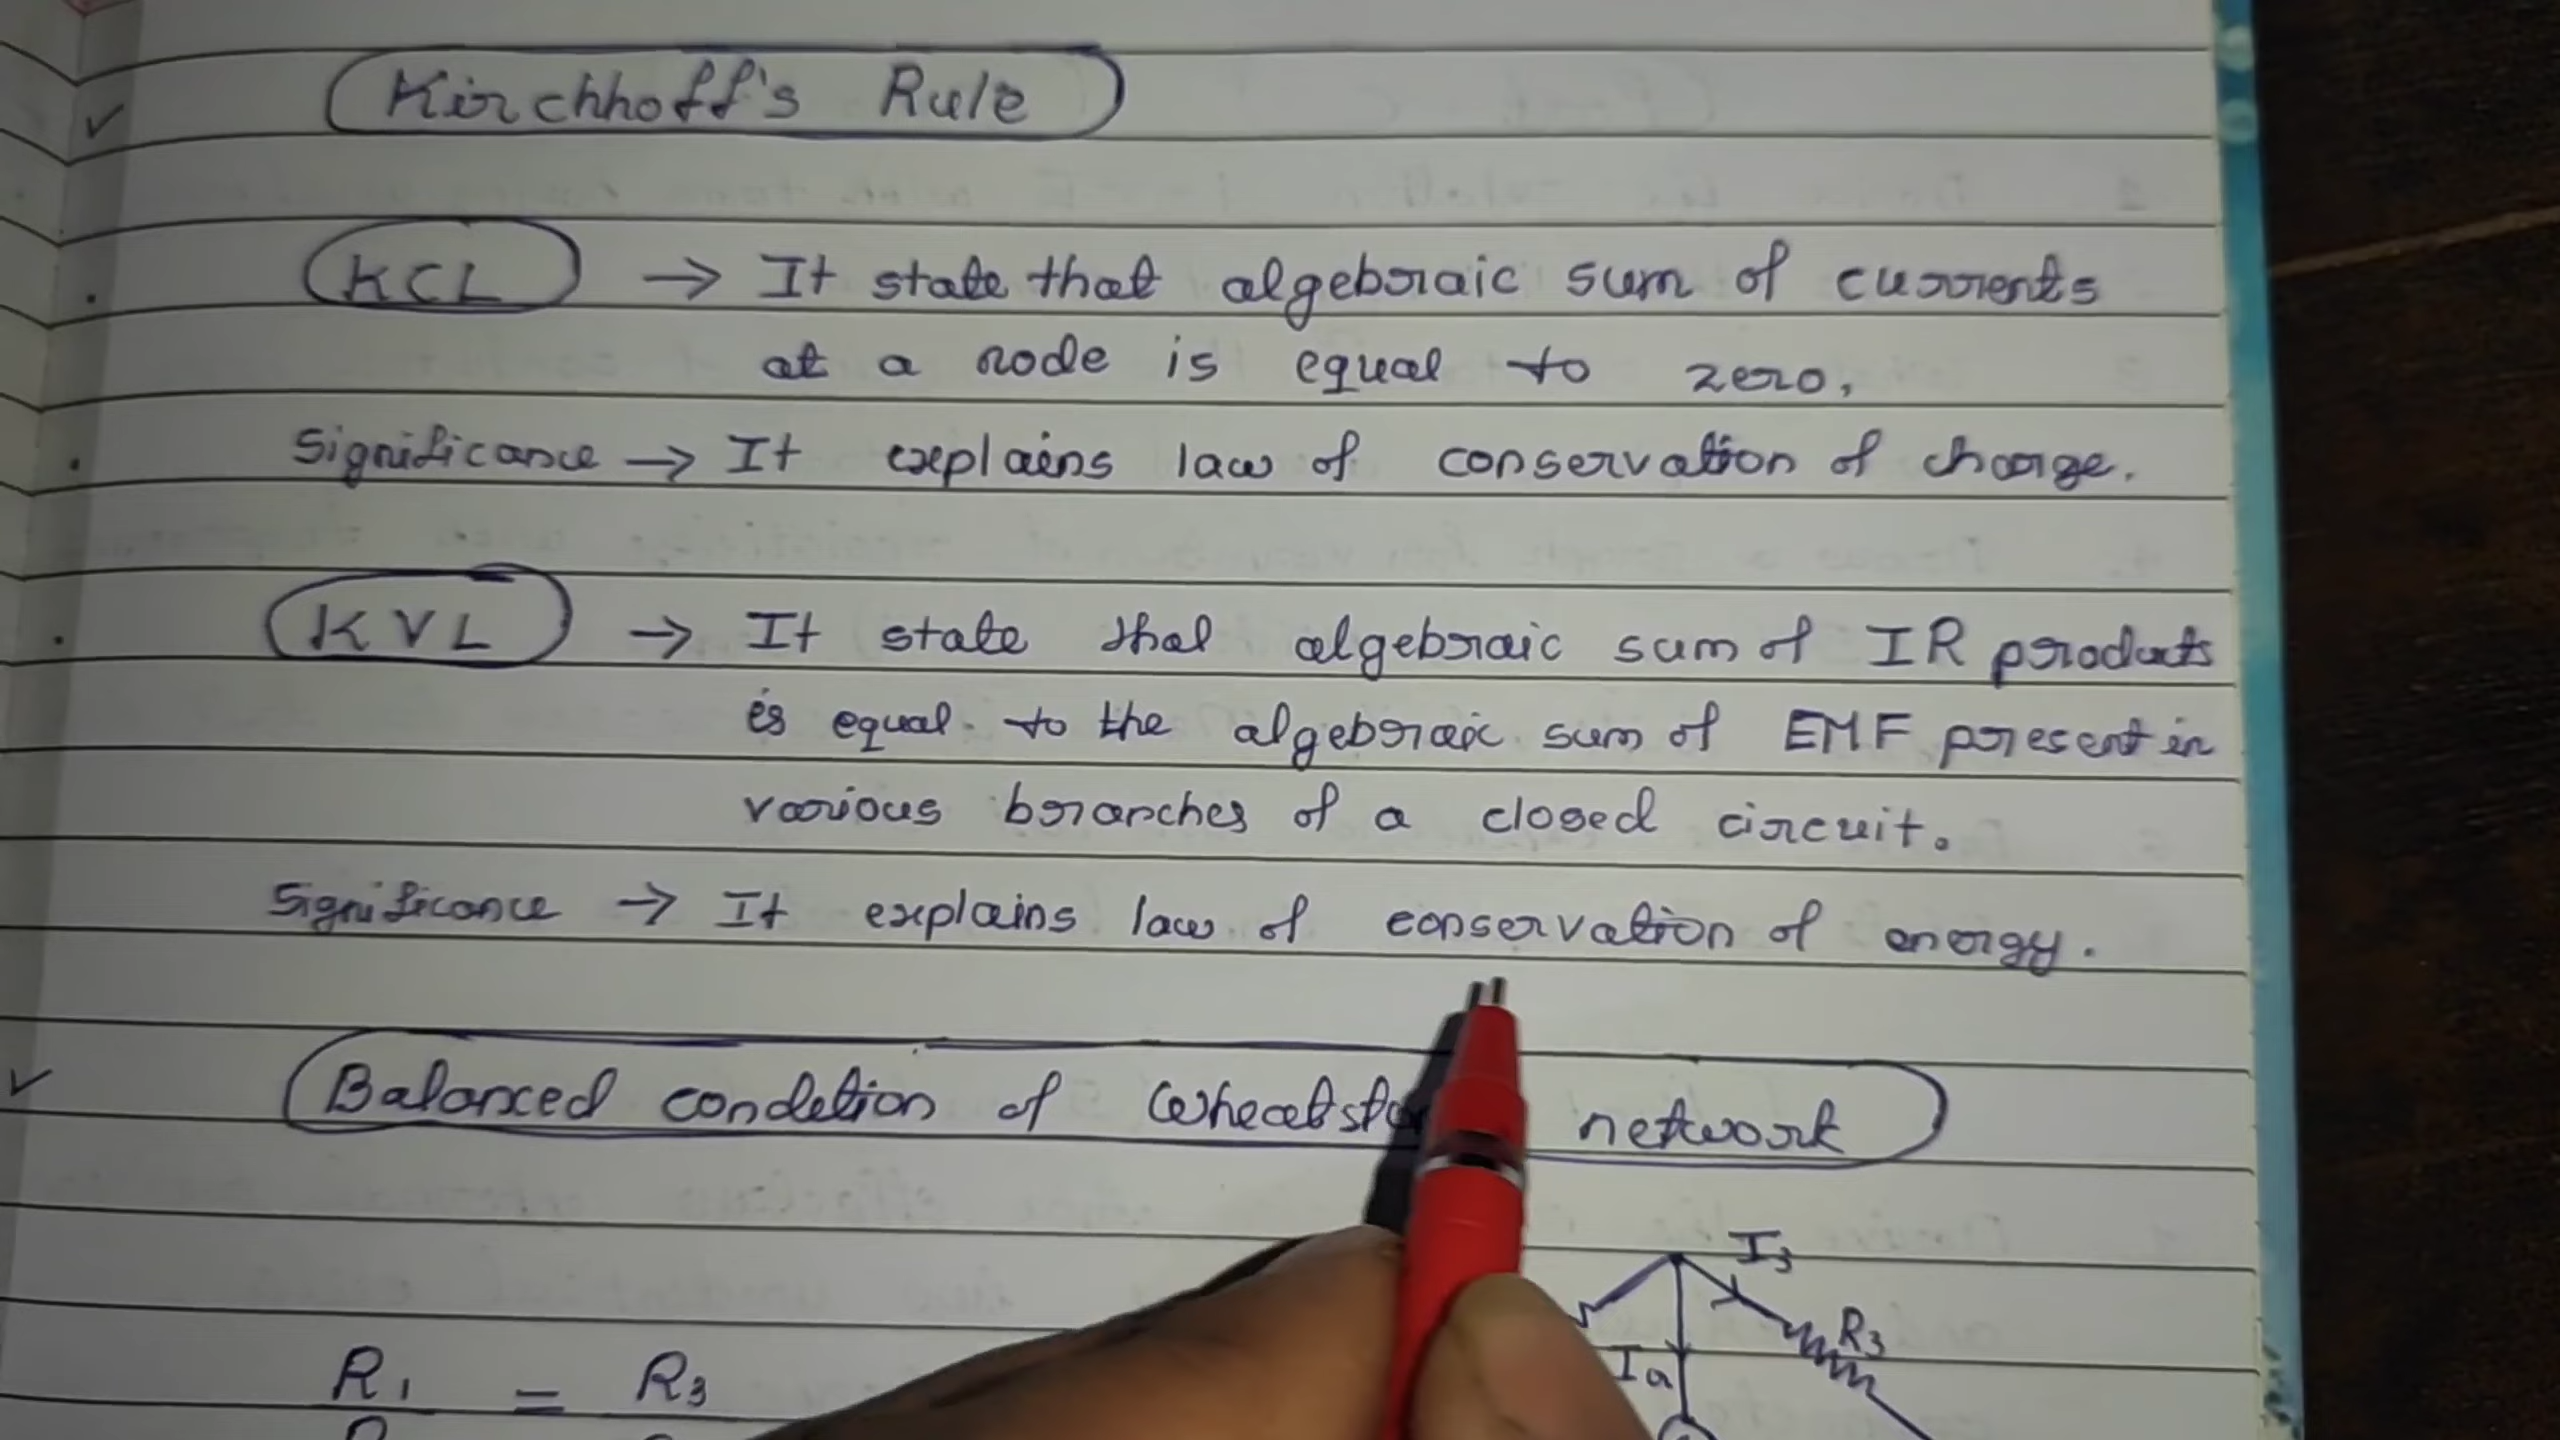 Kirchhoff's Rule
KCL → It state that algebraic sum of currents
at a node is equal to zero,
Significance → It explains law of conservation of charge.
KVL → It state that algebraic sum of IR products
is equal to the algebraic sum of EMF present in
various branches of a closed circuit.
Significance → It explains law of conservation of energy.
Balanced condetion of network
I3
R3
Ia
R1 = R3